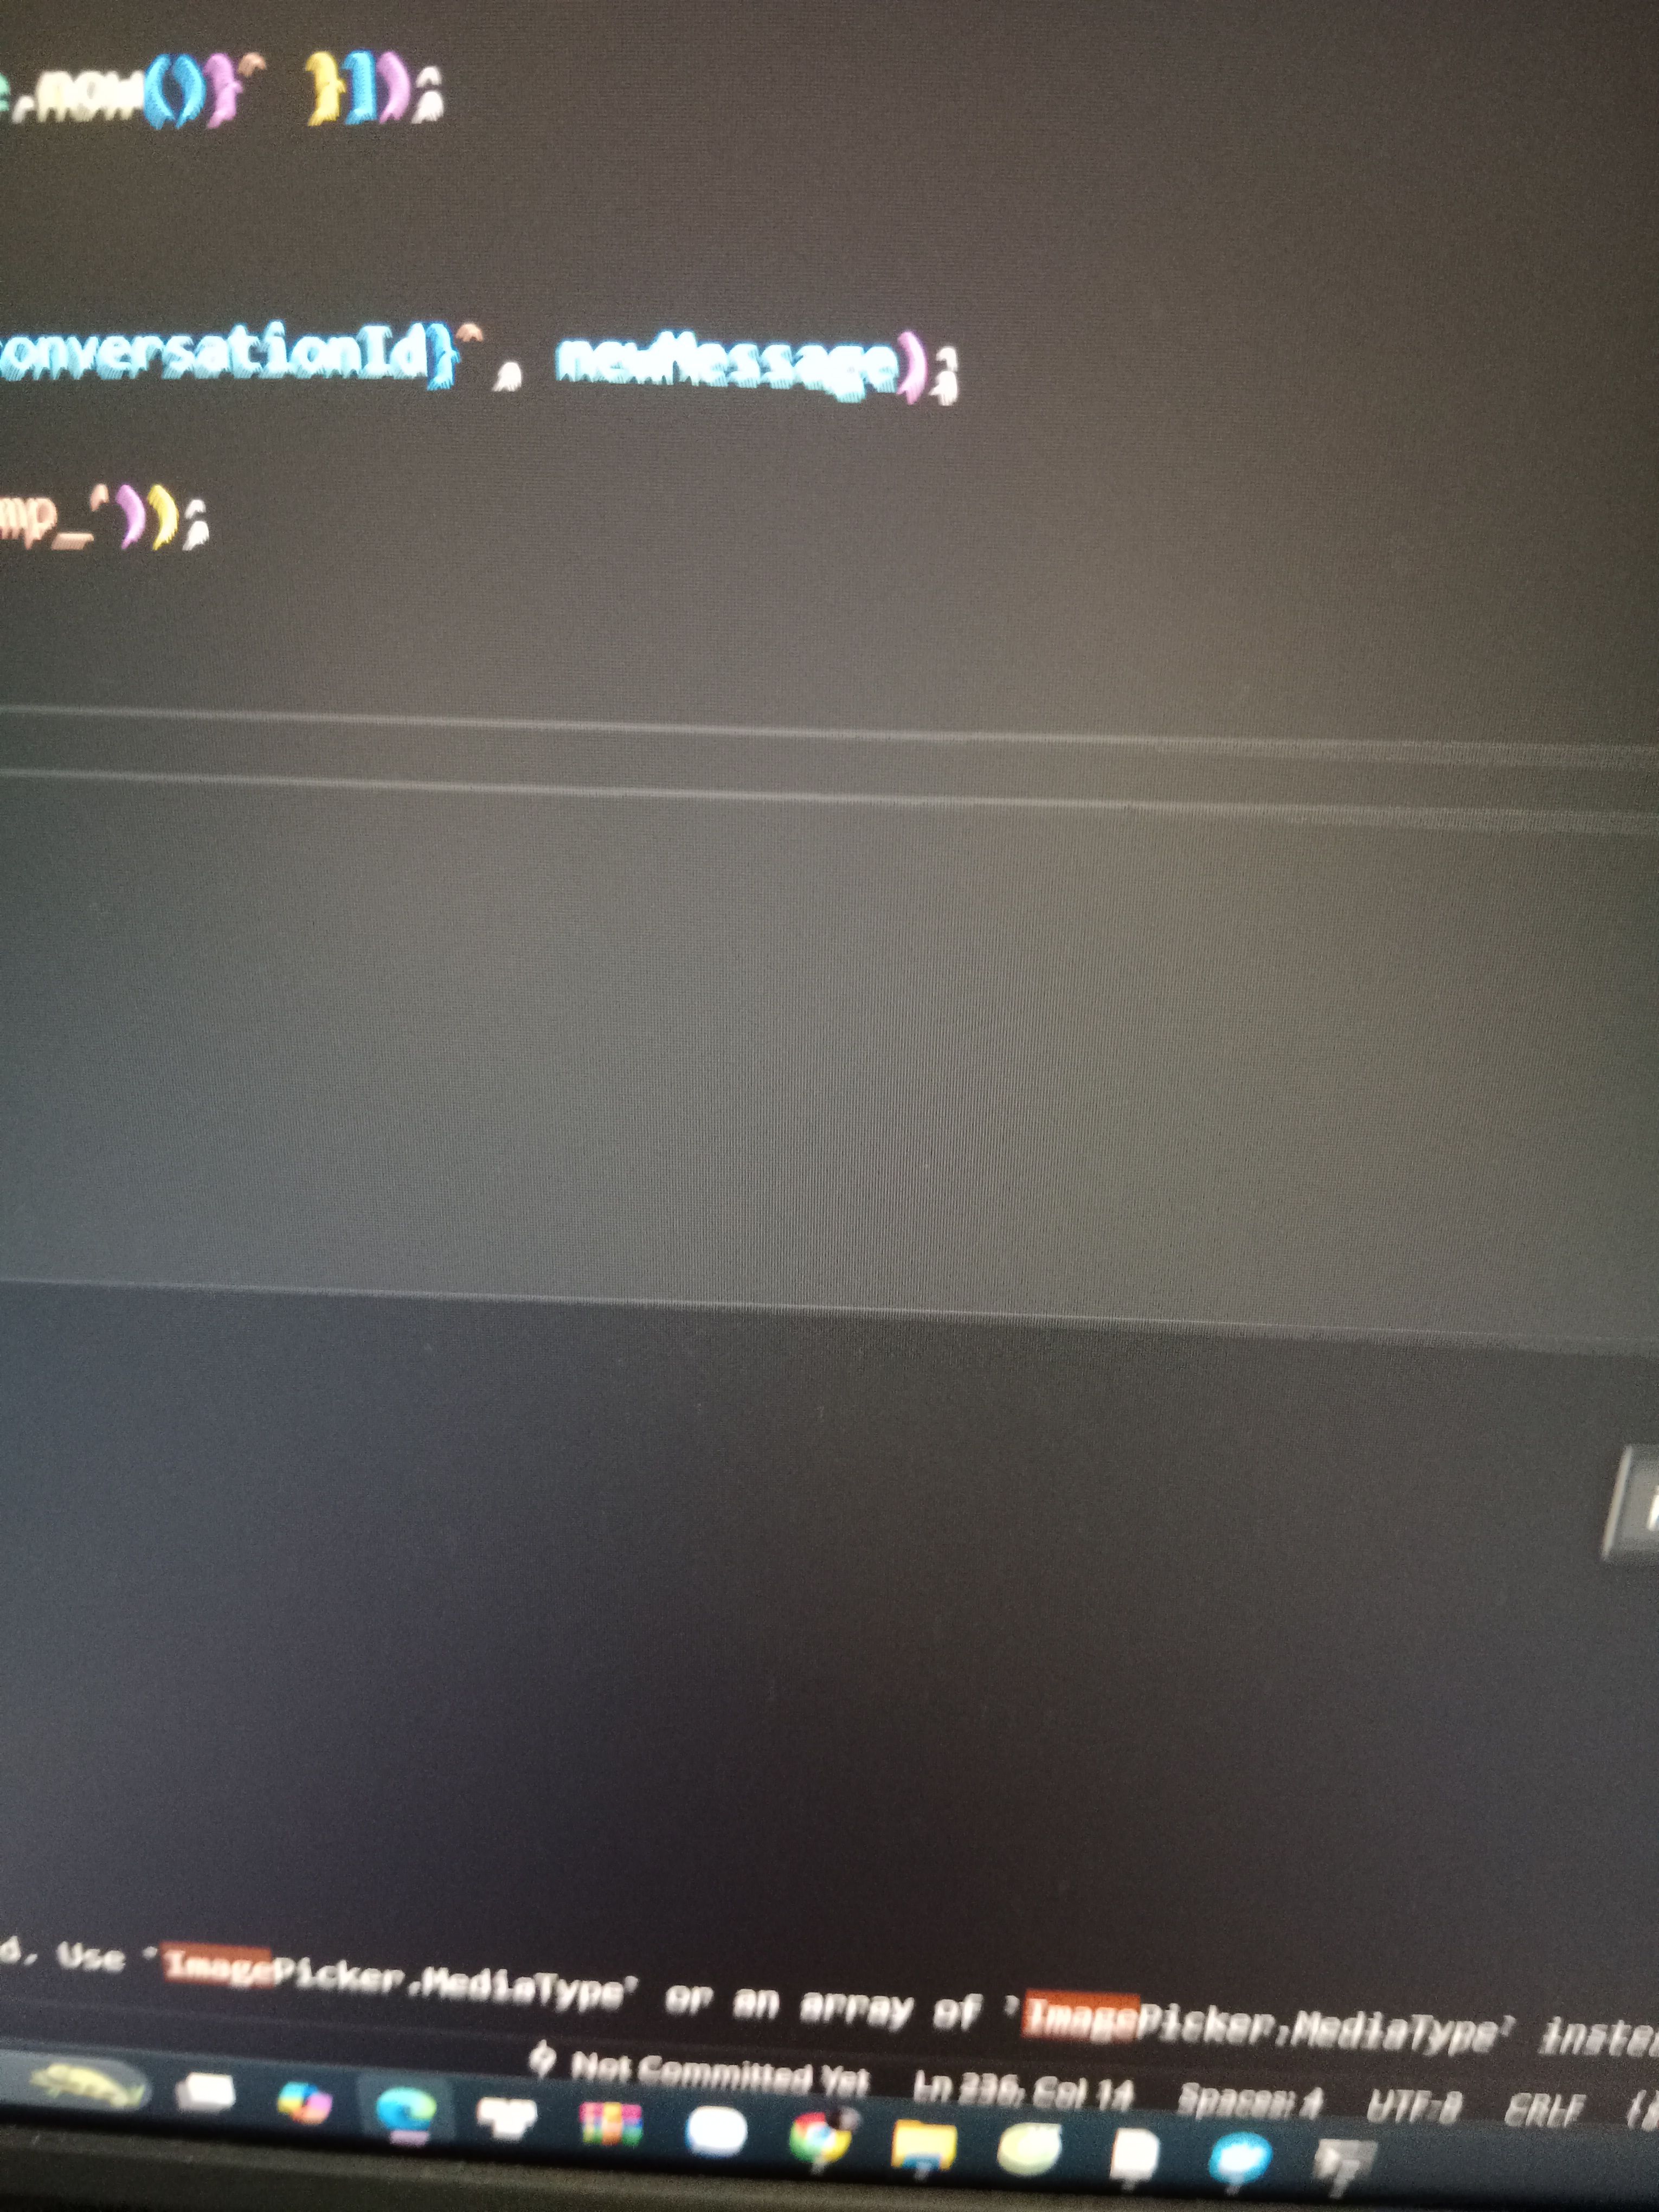 .now()}` }]);
onversationId}`, newMessage);
mp_'));
d. Use `ImagePicker.MediaType` or an array of `ImagePicker.MediaType` inste
Not Committed Yet Ln 236, Col 14 Spaces: 4 UTF-8 CRLF {}